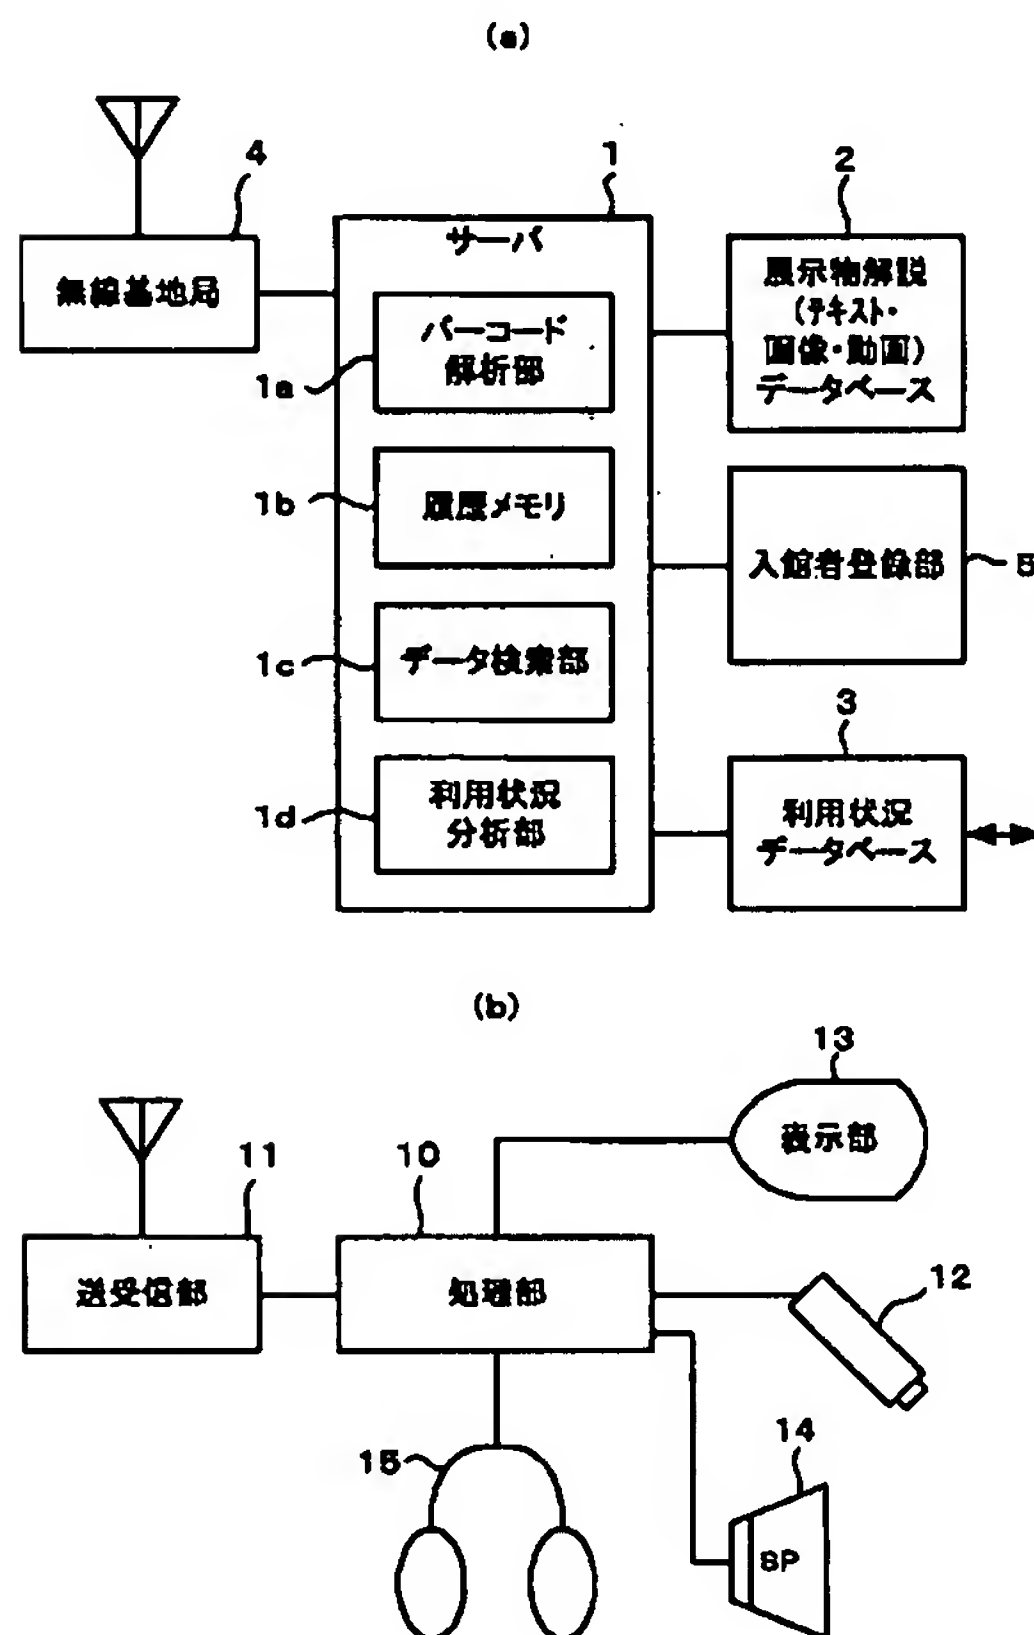 (a)
4
1
2
サーバ
無線基地局
展示物解説
(テキスト・
画像・動画)
データベース
バーコード
解析部
1a
1b
履歴メモリ
入館者登録部
5
1c
データ検索部
3
1d
利用状況
分析部
利用状況
データベース
(b)
13
表示部
11
10
送受信部
処理部
12
14
15
SP